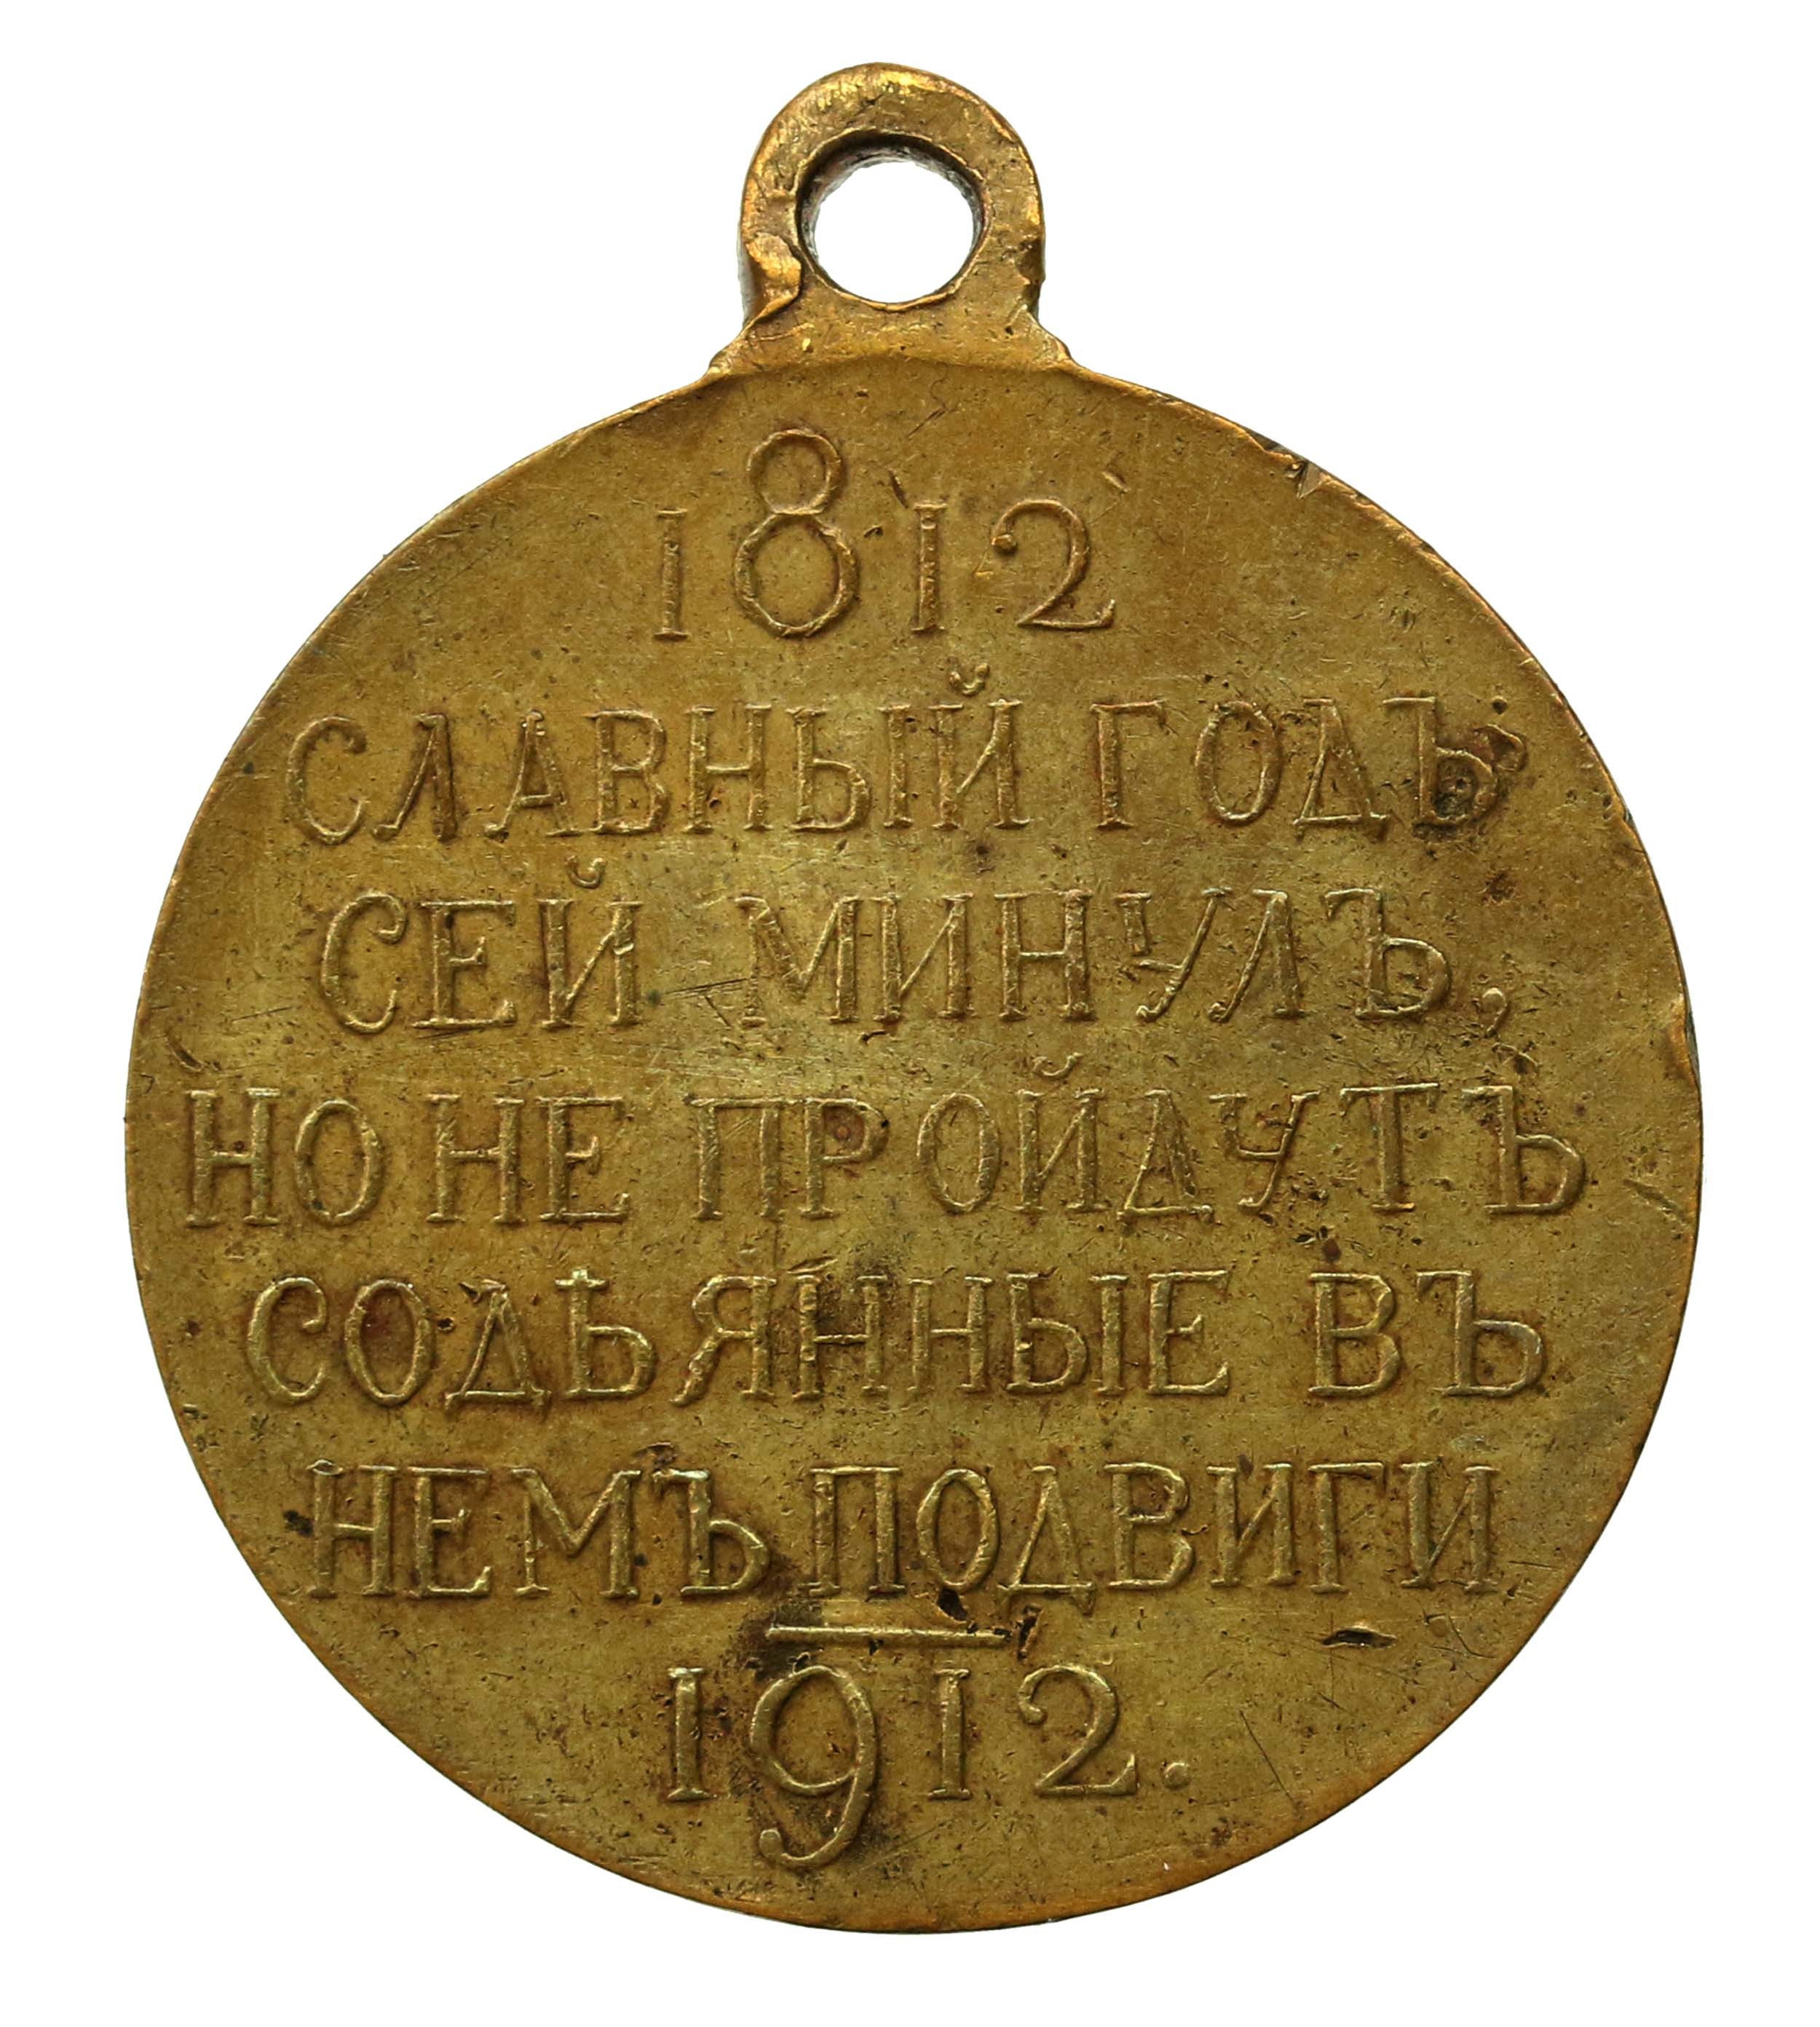 1812
СЛАВНЫЙ ГОДЪ
СЕЙ МИНУЛЪ,
НО НЕ ПРОЙДУТЪ
СОДѢЯННЫЕ ВЪ
НЕМЪ ПОДВИГИ
1912.